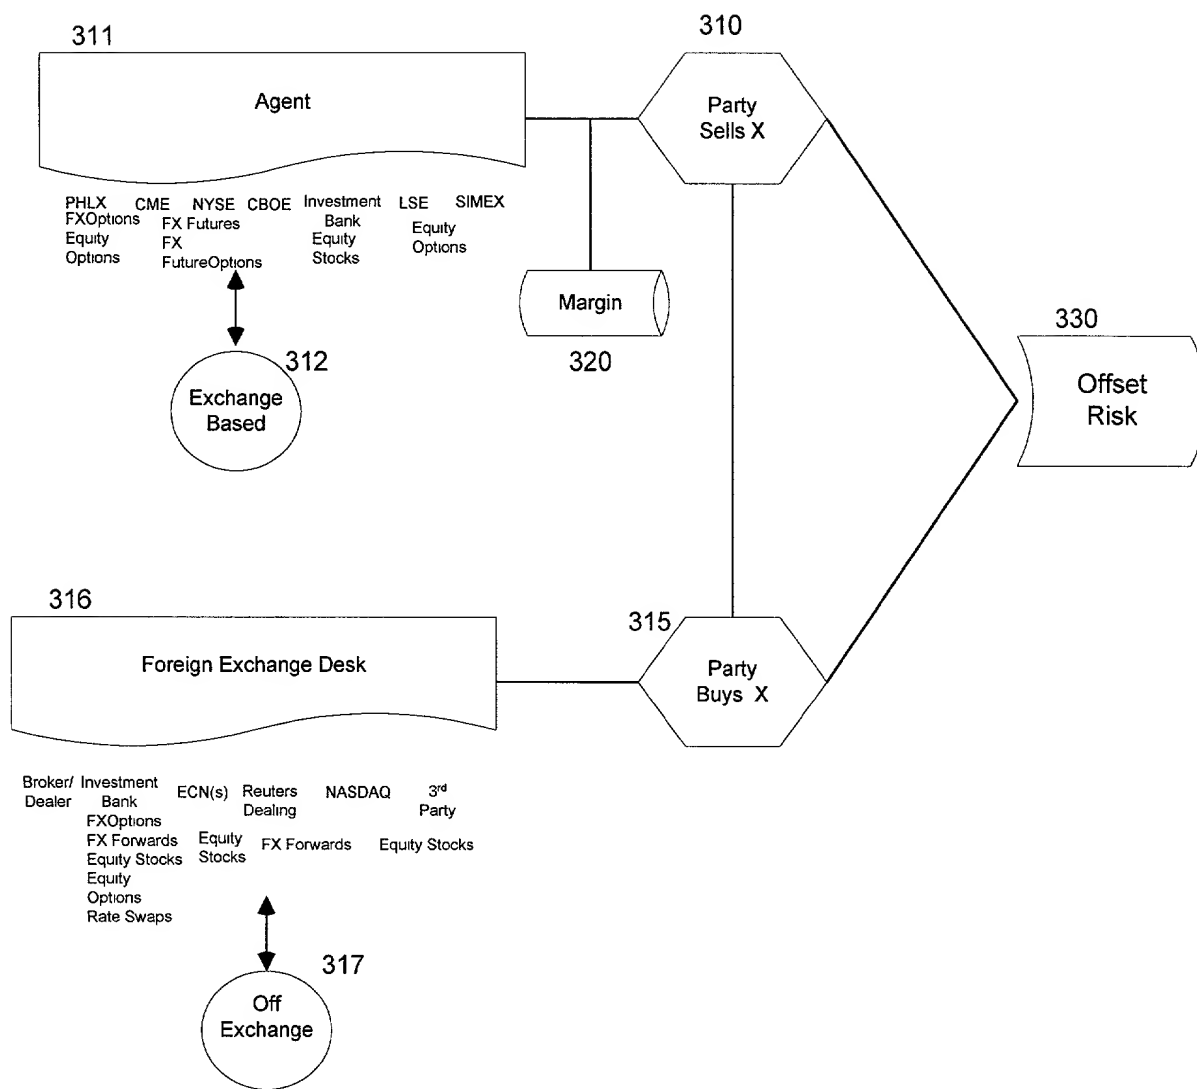 311
310
Agent
Party
Sells X
PHLX CME NYSE CBOE Investment LSE SIMEX
FXOptions FX Futures Bank Equity
Equity FX Equity Options
Options FutureOptions Stocks
Margin
320
312
Exchange
Based
330
Offset
Risk
316
315
Foreign Exchange Desk
Party
Buys X
Broker/ Investment ECN(s) Reuters NASDAQ 3rd
Dealer Bank Dealing Party
FXOptions
FX Forwards Equity FX Forwards Equity Stocks
Equity Stocks Stocks
Equity
Options
Rate Swaps
317
Off
Exchange